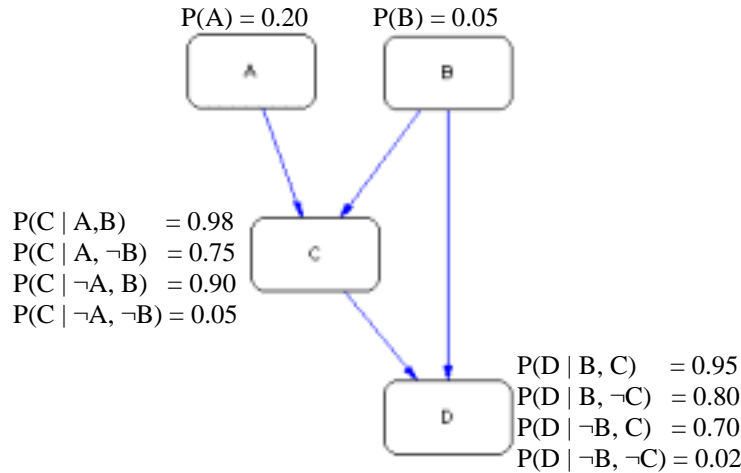 P(A) = 0.20
P(B) = 0.05
A
B
P(C | A,B) = 0.98
P(C | A, ¬B) = 0.75
P(C | ¬A, B) = 0.90
P(C | ¬A, ¬B) = 0.05
C
P(D | B, C) = 0.95
P(D | B, ¬C) = 0.80
P(D | ¬B, C) = 0.70
P(D | ¬B, ¬C) = 0.02
D